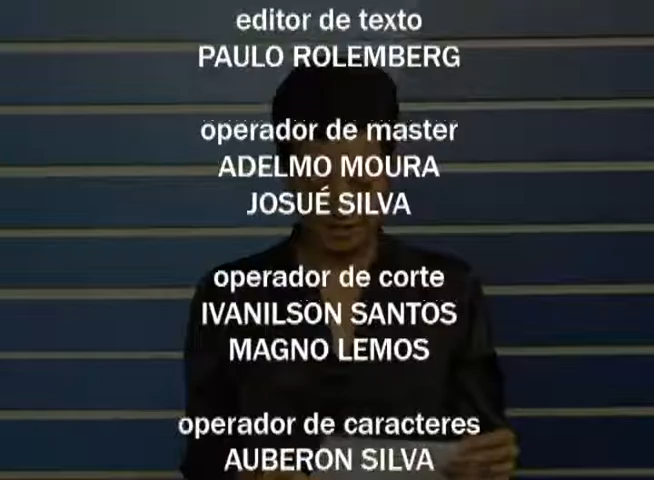 editor de texto
PAULO ROLEMBERG
operador de master
ADELMO MOURA
JOSUÉ SILVA
operador de corte
IVANILSON SANTOS
MAGNO LEMOS
operador de caracteres
AUBERON SILVA